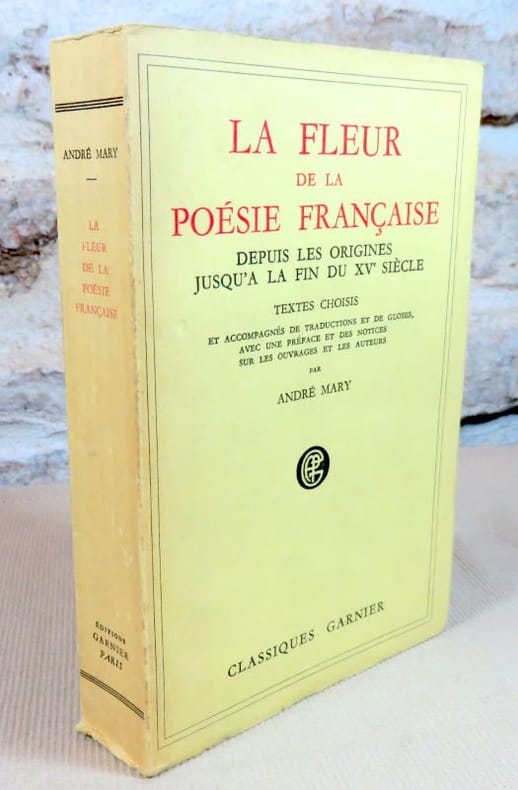 ANDRÉ MARY
LA
FLEUR
DE LA
POÉSIE
FRANÇAISE
ÉDITIONS
GARNIER
PARIS
LA FLEUR
DE LA
POÉSIE FRANÇAISE
DEPUIS LES ORIGINES
JUSQU'A LA FIN DU XVᵉ SIÈCLE
TEXTES CHOISIS
ET ACCOMPAGNÉS DE TRADUCTIONS ET DE GLOSES,
AVEC UNE PRÉFACE ET DES NOTICES
SUR LES OUVRAGES ET LES AUTEURS
PAR
ANDRÉ MARY
CLASSIQUES GARNIER